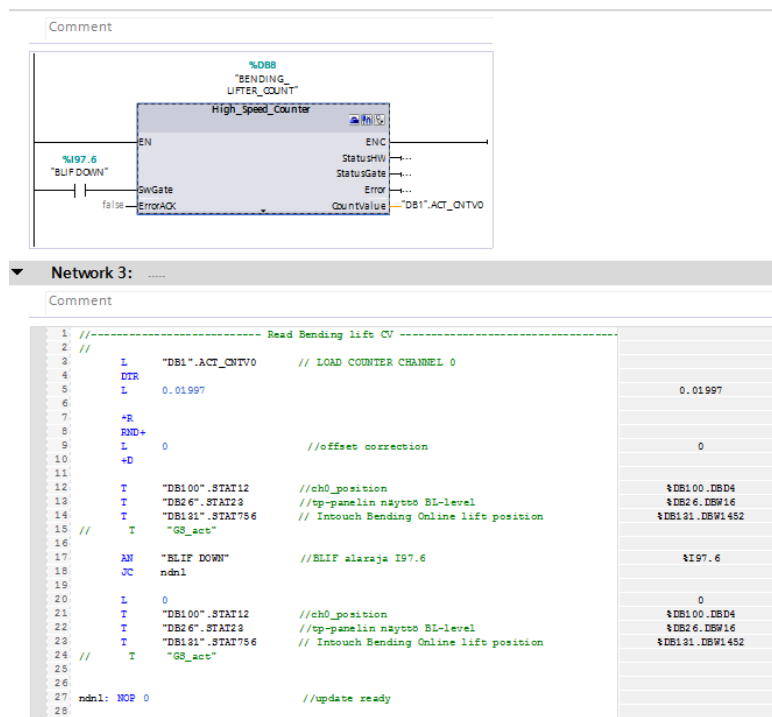 Comment
%DB8
"BENDING_
LIFTER_COUNT"
High_Speed_Counter
EN ENC
%I97.6 StatusHW ...
"BLIF DOWN" StatusGate ...
SwGate Error ...
false ErrorACK Countvalue "DB1".ACT_CNTV0
Network 3: .....
Comment
1 //--------------------------- Read Bending lift CV ----------------------------------
2 //
3 L "DB1".ACT_CNTV0 // LOAD COUNTER CHANNEL 0
4 DTR
5 L 0.01997 0.01997
6
7 *R
8 RND+
9 L 0 //offset correction 0
10 +D
11
12 T "DB100".STAT12 //ch0_position %DB100.DBD4
13 T "DB26".STAT23 //tp-panelin näyttö BL-level %DB26.DBW16
14 T "DB131".STAT756 // Intouch Bending Online lift position %DB131.DBW1452
15 // T "GS_act"
16
17 AN "BLIF DOWN" //BLIF alaraja I97.6 %I97.6
18 JC ndnl
19
20 L 0 0
21 T "DB100".STAT12 //ch0_position %DB100.DBD4
22 T "DB26".STAT23 //tp-panelin näyttö BL-level %DB26.DBW16
23 T "DB131".STAT756 // Intouch Bending Online lift position %DB131.DBW1452
24 // T "GS_act"
25
26
27 ndnl: NOP 0 //update ready
28